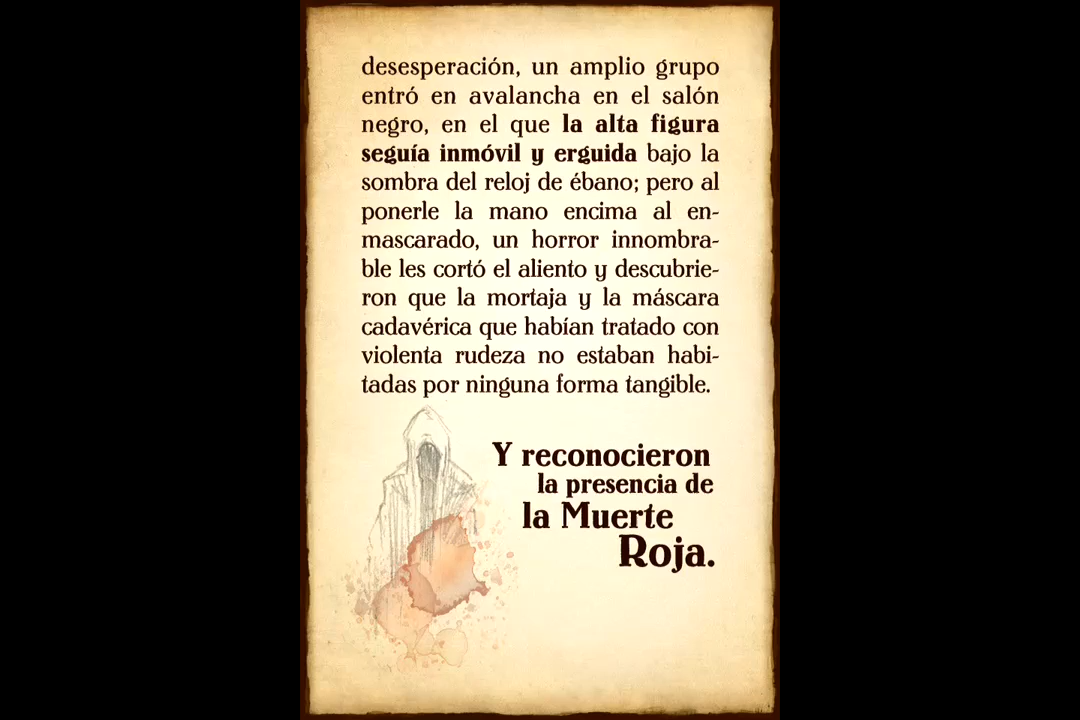 desesperación, un amplio grupo
entró en avalancha en el salón
negro, en el que la alta figura
seguía inmóvil y erguida bajo la
sombra del reloj de ébano; pero al
ponerle la mano encima al en-
mascarado, un horror innombra-
ble les cortó el aliento y descubrie-
ron que la mortaja y la máscara
cadavérica que habían tratado con
violenta rudeza no estaban habi-
tadas por ninguna forma tangible.
Y reconocieron
la presencia de
la Muerte
Roja.